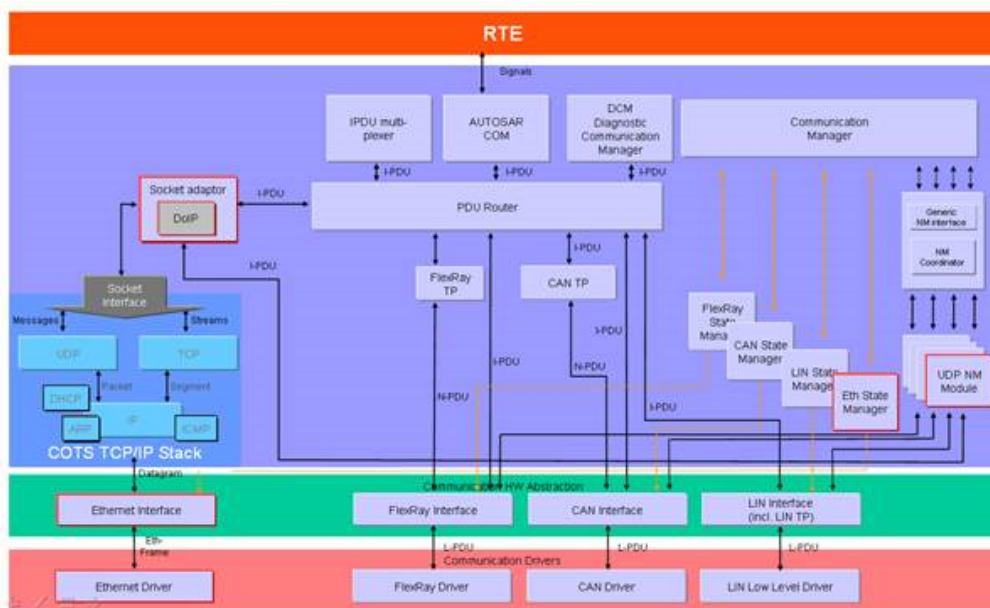 RTE
Signals
IPDU multi-
plexer
AUTOSAR
COM
DCM
Diagnostic
Communication
Manager
Communication
Manager
I-PDU
I-PDU
I-PDU
Socket adaptor
DoIP
I-PDU
PDU Router
Generic
NM interface
NM
Coordinator
I-PDU
I-PDU
I-PDU
FlexRay
TP
CAN TP
Socket
Interface
Messages
Streams
UDP
TCP
Packet
Segment
DHCP
ARP
IP
ICMP
COTS TCP/IP Stack
I-PDU
I-PDU
N-PDU
N-PDU
I-PDU
FlexRay
State
Manager
CAN State
Manager
LIN State
Manager
Eth State
Manager
UDP NM
Module
Datagram
Communication HW Abstraction
Ethernet Interface
FlexRay Interface
CAN Interface
LIN Interface
(incl. LIN TP)
Eth-
Frame
L-PDU
L-PDU
L-PDU
Communication Drivers
Ethernet Driver
FlexRay Driver
CAN Driver
LIN Low Level Driver